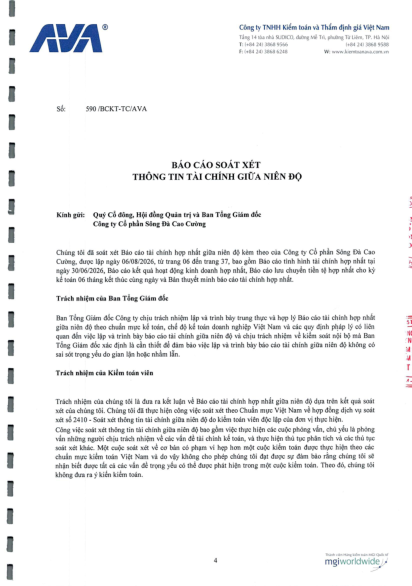 AVA®
Công ty TNHH Kiểm toán và Thẩm định giá Việt Nam
Tầng 14 tòa nhà SUDICO, đường Mễ Trì, phường Từ Liêm, TP. Hà Nội
T: (+84 24) 3868 9566
(+84 24) 3868 9588
F: (+84 24) 3868 6248
W: www.kiemtoanava.com.vn
Số: 590 /BCKT-TC/AVA
BÁO CÁO SOÁT XÉT
THÔNG TIN TÀI CHÍNH GIỮA NIÊN ĐỘ
Kính gửi: Quý Cổ đông, Hội đồng Quản trị và Ban Tổng Giám đốc
Công ty Cổ phần Sông Đà Cao Cường
Chúng tôi đã soát xét Báo cáo tài chính hợp nhất giữa niên độ kèm theo của Công ty Cổ phần Sông Đà Cao
Cường, được lập ngày 06/08/2026, từ trang 06 đến trang 37, bao gồm Báo cáo tình hình tài chính hợp nhất tại
ngày 30/06/2026, Báo cáo kết quả hoạt động kinh doanh hợp nhất, Báo cáo lưu chuyển tiền tệ hợp nhất cho kỳ
kế toán 06 tháng kết thúc cùng ngày và Bản thuyết minh báo cáo tài chính hợp nhất.
Trách nhiệm của Ban Tổng Giám đốc
Ban Tổng Giám đốc Công ty chịu trách nhiệm lập và trình bày trung thực và hợp lý Báo cáo tài chính hợp nhất
giữa niên độ theo chuẩn mực kế toán, chế độ kế toán doanh nghiệp Việt Nam và các quy định pháp lý có liên
quan đến việc lập và trình bày báo cáo tài chính giữa niên độ và chịu trách nhiệm về kiểm soát nội bộ mà Ban
Tổng Giám đốc xác định là cần thiết để đảm bảo việc lập và trình bày báo cáo tài chính giữa niên độ không có
sai sót trọng yếu do gian lận hoặc nhầm lẫn.
Trách nhiệm của Kiểm toán viên
Trách nhiệm của chúng tôi là đưa ra kết luận về Báo cáo tài chính hợp nhất giữa niên độ dựa trên kết quả soát
xét của chúng tôi. Chúng tôi đã thực hiện công việc soát xét theo Chuẩn mực Việt Nam về hợp đồng dịch vụ soát
xét số 2410 - Soát xét thông tin tài chính giữa niên độ do kiểm toán viên độc lập của đơn vị thực hiện.
Công việc soát xét thông tin tài chính giữa niên độ bao gồm việc thực hiện các cuộc phỏng vấn, chủ yếu là phỏng
vấn những người chịu trách nhiệm về các vấn đề tài chính kế toán, và thực hiện thủ tục phân tích và các thủ tục
soát xét khác. Một cuộc soát xét về cơ bản có phạm vi hẹp hơn một cuộc kiểm toán được thực hiện theo các
chuẩn mực kiểm toán Việt Nam và do vậy không cho phép chúng tôi đạt được sự đảm bảo rằng chúng tôi sẽ
nhận biết được tất cả các vấn đề trọng yếu có thể được phát hiện trong một cuộc kiểm toán. Theo đó, chúng tôi
không đưa ra ý kiến kiểm toán.
4
Thành viên Hãng kiểm toán MGI Quốc tế
mgiworldwide